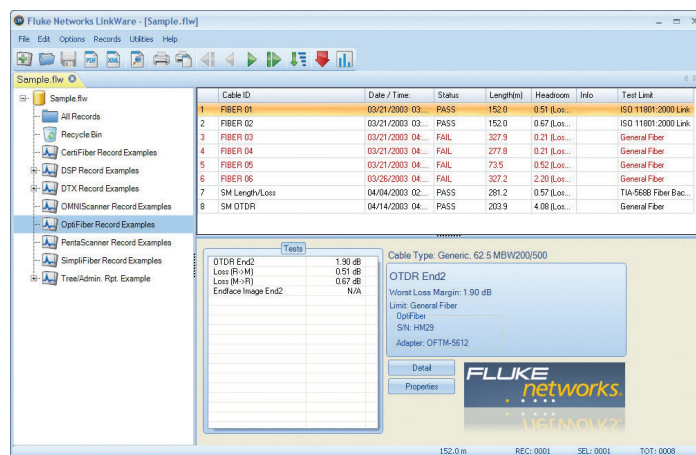 Fluke Networks LinkWare - [Sample.flw]
File Edit Options Records Utilities Help
PDF XML
Sample.flw
Sample.flw
All Records
Recycle Bin
CertiFiber Record Examples
DSP Record Examples
DTX Record Examples
OMNIScanner Record Examples
OptiFiber Record Examples
PentaScanner Record Examples
SimpliFiber Record Examples
Tree/Admin. Rpt. Example
Cable ID Date / Time: Status Length(m) Headroom Info Test Limit
1 FIBER 01 03/21/2003 03:... PASS 152.0 0.51 (Los... ISO 11801:2000 Link
2 FIBER 02 03/21/2003 03:... PASS 152.0 0.67 (Los... ISO 11801:2000 Link
3 FIBER 03 03/21/2003 04:... FAIL 327.9 0.21 (Los... General Fiber
4 FIBER 04 03/21/2003 04:... FAIL 277.8 0.21 (Los... General Fiber
5 FIBER 05 03/21/2003 04:... FAIL 73.5 0.52 (Los... General Fiber
6 FIBER 06 03/26/2003 04:... FAIL 327.2 2.20 (Los... General Fiber
7 SM Length/Loss 04/04/2003 02:... PASS 281.2 0.57 (Los... TIA-568B Fiber Bac...
8 SM OTDR 04/14/2003 04:... PASS 203.9 4.08 (Los... General Fiber
Tests
OTDR End2 1.90 dB
Loss (R->M) 0.51 dB
Loss (M->R) 0.67 dB
Endface Image End2 N/A
Cable Type: Generic, 62.5 MBW200/500
OTDR End2
Worst Loss Margin: 1.90 dB
Limit: General Fiber
OptiFiber
S/N: HM29
Adapter: OFTM-5612
Detail
Properties
FLUKE
networks.
152.0 m REC: 0001 SEL: 0001 TOT: 0008